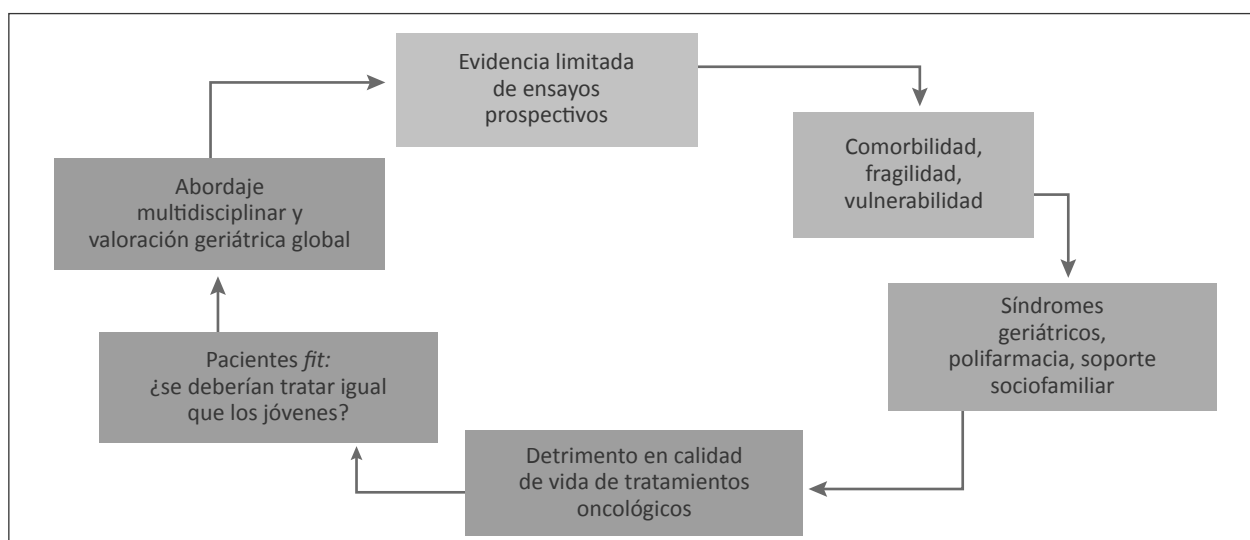 Evidencia limitada
de ensayos
prospectivos
Comorbilidad,
fragilidad,
vulnerabilidad
Síndromes
geriátricos,
polifarmacia, soporte
sociofamiliar
Detrimento en calidad
de vida de tratamientos
oncológicos
Pacientes fit:
¿se deberían tratar igual
que los jóvenes?
Abordaje
multidisciplinar y
valoración geriátrica global